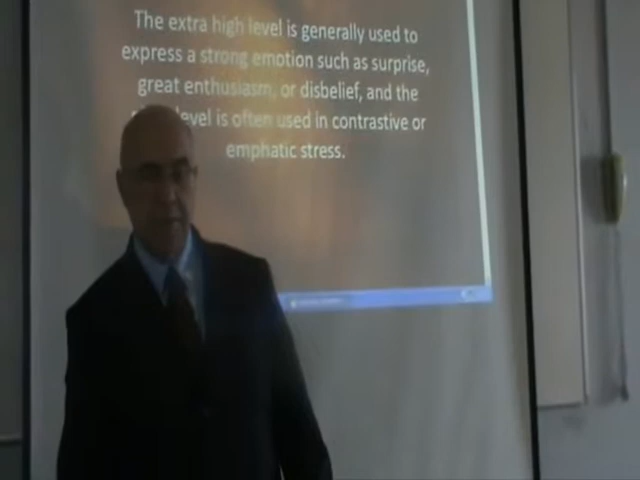 The extra high level is generally used to
express a strong emotion such as surprise,
great enthusiasm, or disbelief, and the
level is often used in contrastive or
emphatic stress.